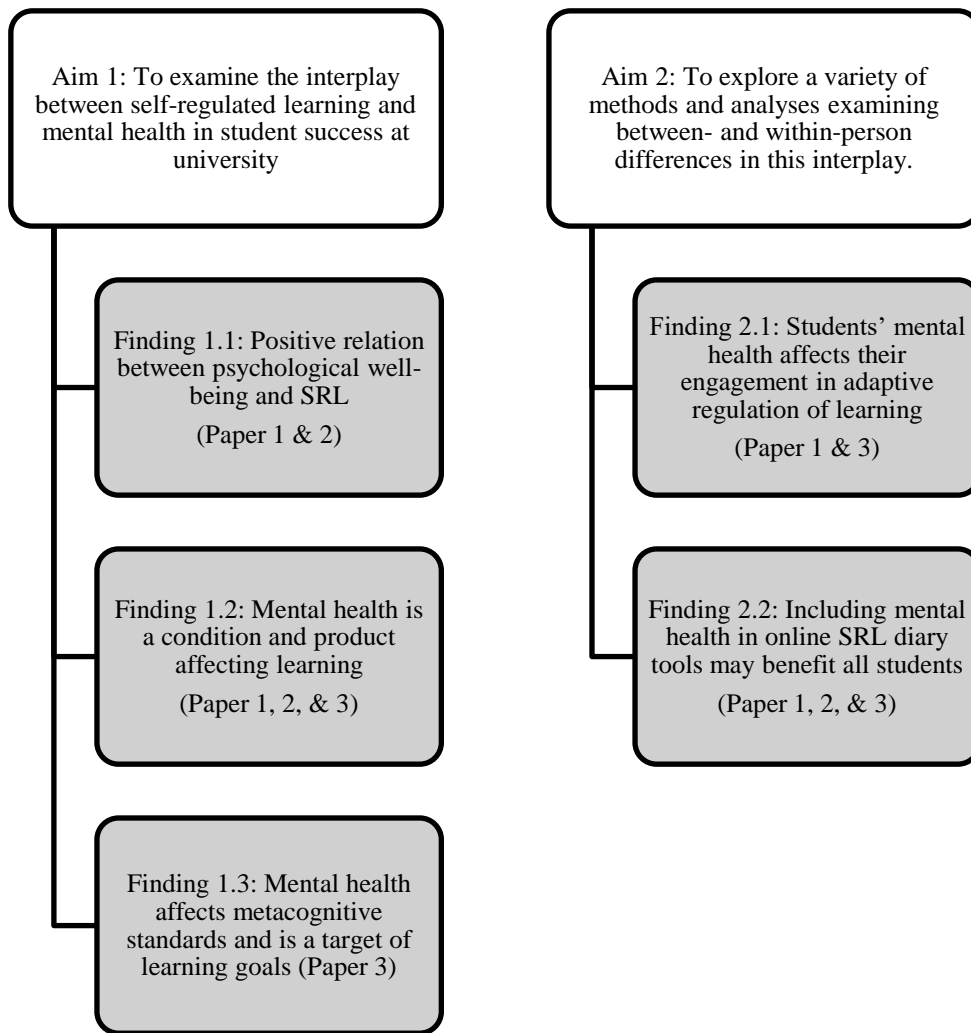 Aim 1: To examine the interplay
between self-regulated learning and
mental health in student success at
university
Finding 1.1: Positive relation
between psychological well-
being and SRL
(Paper 1 & 2)
Finding 1.2: Mental health is
a condition and product
affecting learning
(Paper 1, 2, & 3)
Finding 1.3: Mental health
affects metacognitive
standards and is a target of
learning goals (Paper 3)
Aim 2: To explore a variety of
methods and analyses examining
between- and within-person
differences in this interplay.
Finding 2.1: Students’ mental
health affects their
engagement in adaptive
regulation of learning
(Paper 1 & 3)
Finding 2.2: Including mental
health in online SRL diary
tools may benefit all students
(Paper 1, 2, & 3)